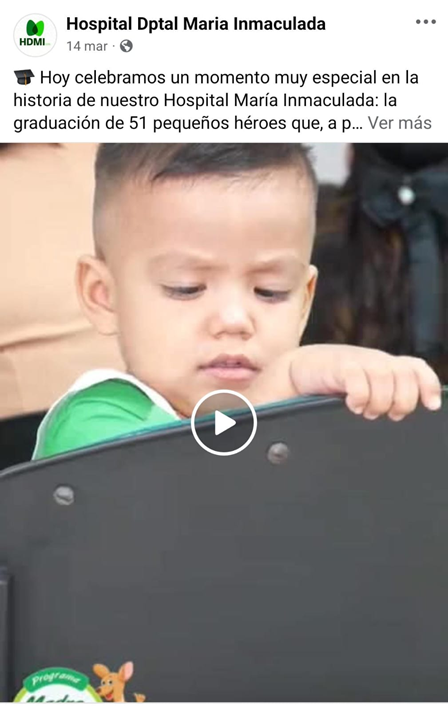 Hospital Dptal Maria Inmaculada
HDMI
14 mar ·
🎓 Hoy celebramos un momento muy especial en la
historia de nuestro Hospital María Inmaculada: la
graduación de 51 pequeños héroes que, a p... Ver más
Programa
Madre